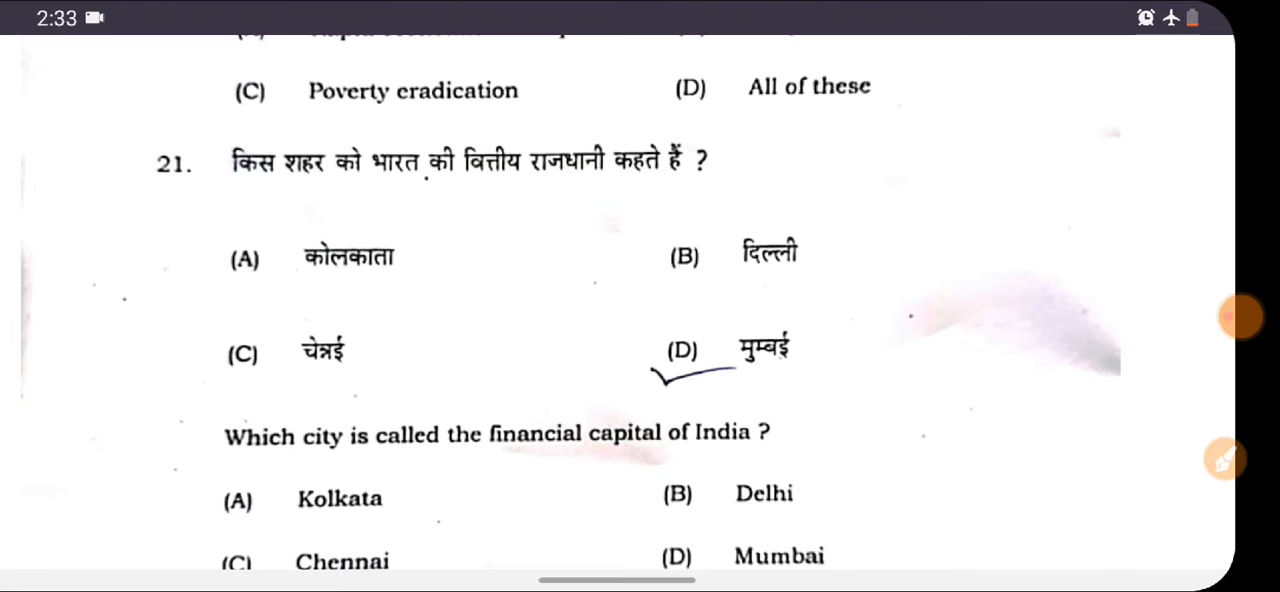 2:33
(C) Poverty eradication (D) All of these
21. किस शहर को भारत की वित्तीय राजधानी कहते हैं ?
(A) कोलकाता (B) दिल्ली
(C) चेन्नई (D) मुम्बई
Which city is called the financial capital of India ?
(A) Kolkata (B) Delhi
(C) Chennai (D) Mumbai